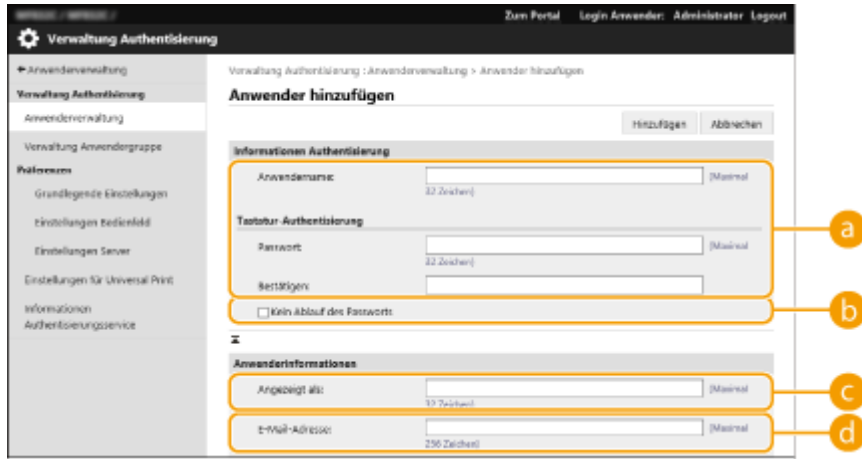 Zum Portal Login Anwender: Administrator Logout
Verwaltung Authentisierung
Anwenderverwaltung
Verwaltung Authentisierung : Anwenderverwaltung > Anwender hinzufügen
Verwaltung Authentisierung
Anwender hinzufügen
Anwenderverwaltung
Hinzufügen Abbrechen
Verwaltung Anwendergruppe
Informationen Authentisierung
Präferenzen
Anwendername: (Maximal
32 Zeichen)
Grundlegende Einstellungen
Einstellungen Bedienfeld
Tastatur-Authentisierung
a
Einstellungen Server
Passwort: (Maximal
32 Zeichen)
Einstellungen für Universal Print
Bestätigen:
Informationen
Authentisierungsservice
Kein Ablauf des Passworts
b
Anwenderinformationen
Angezeigt als: (Maximal
32 Zeichen)
c
E-Mail-Adresse: (Maximal
256 Zeichen)
d